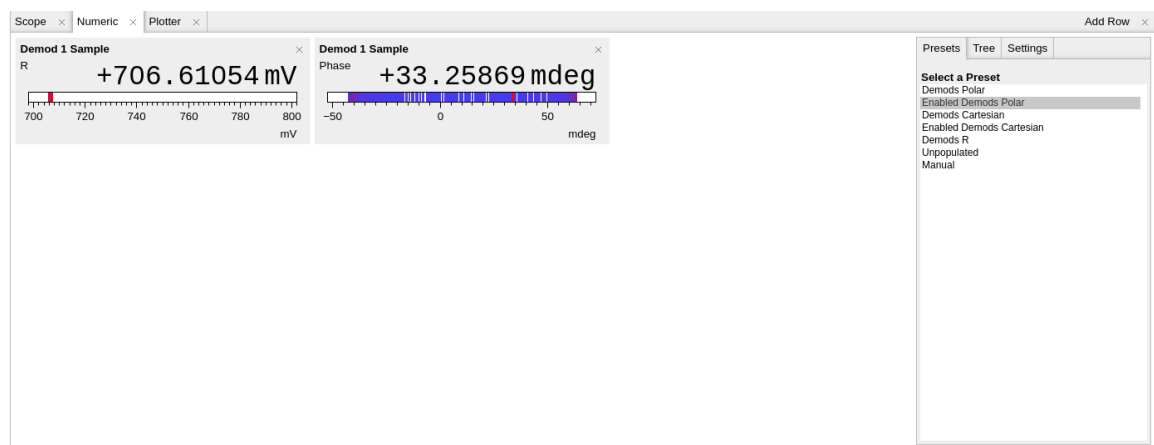 Scope × Numeric × Plotter × Add Row ×
Demod 1 Sample ×
R
+706.61054 mV
700 720 740 760 780 800
mV
Demod 1 Sample ×
Phase
+33.25869 mdeg
−50 0 50
mdeg
Presets Tree Settings
Select a Preset
Demods Polar
Enabled Demods Polar
Demods Cartesian
Enabled Demods Cartesian
Demods R
Unpopulated
Manual